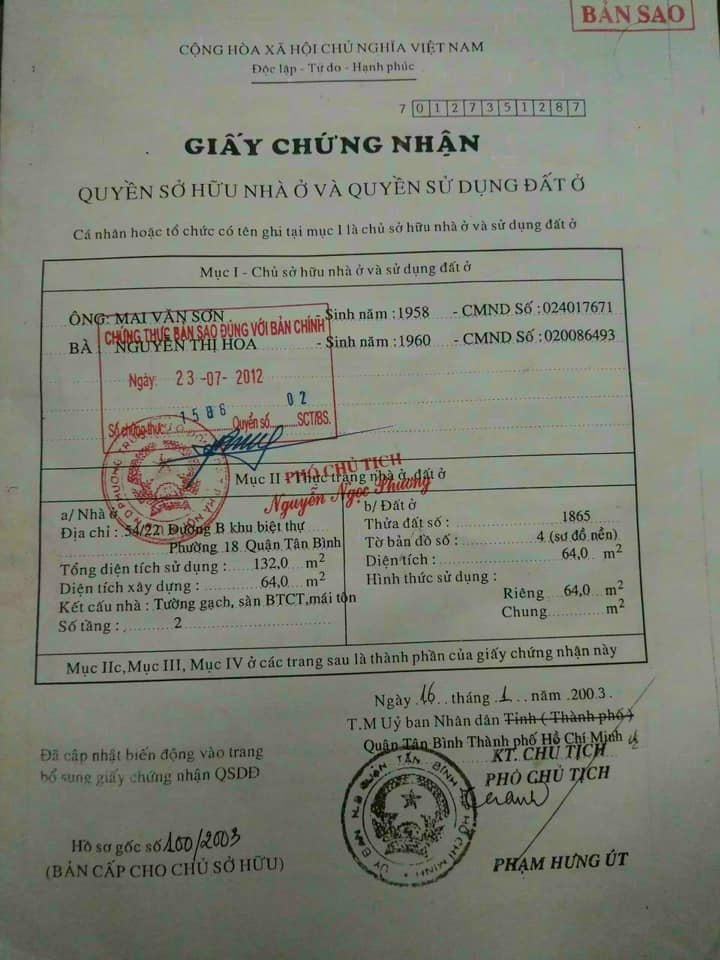 BẢN SAO
CỘNG HÒA XÃ HỘI CHỦ NGHĨA VIỆT NAM
Độc lập - Tự do - Hạnh phúc
7 0127351287
GIẤY CHỨNG NHẬN
QUYỀN SỞ HỮU NHÀ Ở VÀ QUYỀN SỬ DỤNG ĐẤT Ở
Cá nhân hoặc tổ chức có tên ghi tại mục I là chủ sở hữu nhà ở và sử dụng đất ở
Mục I - Chủ sở hữu nhà ở và sử dụng đất ở
ÔNG: MAI VĂN SƠN - Sinh năm : 1958 - CMND Số : 024017671
BÀ : NGUYỄN THỊ HOA - Sinh năm : 1960 - CMND Số : 020086493
CHỨNG THỰC BẢN SAO ĐÚNG VỚI BẢN CHÍNH
Ngày: 23-07-2012
Số chứng thực 1586 Quyển số 02 SCT/BS.
PHÓ CHỦ TỊCH
Nguyễn Ngọc Phương
Mục II - Thực trạng nhà ở, đất ở
a/ Nhà ở
Địa chỉ : 54/22 Đường B khu biệt thự
Phường 18 Quận Tân Bình
Tổng diện tích sử dụng : 132,0 m2
Diện tích xây dựng : 64,0 m2
Kết cấu nhà : Tường gạch, sàn BTCT, mái tôn
Số tầng : 2
b/ Đất ở
Thửa đất số : 1865
Tờ bản đồ số : 4 (sơ đồ nền)
Diện tích : 64,0 m2
Hình thức sử dụng :
Riêng : 64,0 m2
Chung : m2
Mục IIc, Mục III, Mục IV ở các trang sau là thành phần của giấy chứng nhận này
Ngày 16 tháng 1 năm 2003.
T.M Uỷ ban Nhân dân Tỉnh ( Thành phố )
Quận Tân Bình Thành phố Hồ Chí Minh
KT. CHỦ TỊCH
PHÓ CHỦ TỊCH
UỶ BAN N.D QUẬN TÂN BÌNH T.P HỒ CHÍ MINH
PHẠM HƯNG ÚT
Đã cập nhật biến động vào trang
bổ sung giấy chứng nhận QSDĐ
Hồ sơ gốc số 100/2003
(BẢN CẤP CHO CHỦ SỞ HỮU)